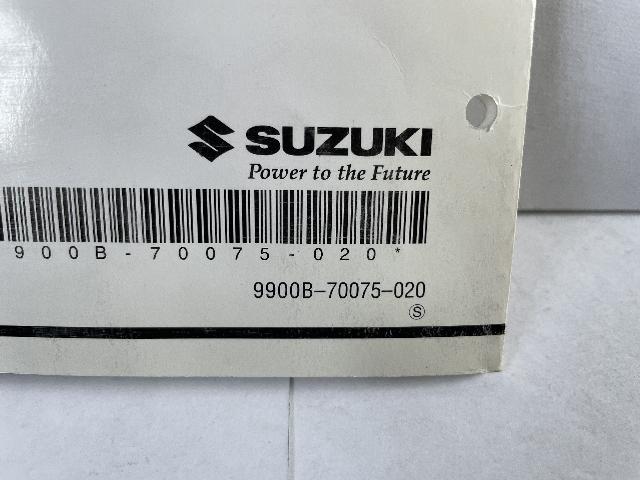 SUZUKI
Power to the Future
900B-70075-020*
9900B-70075-020
S